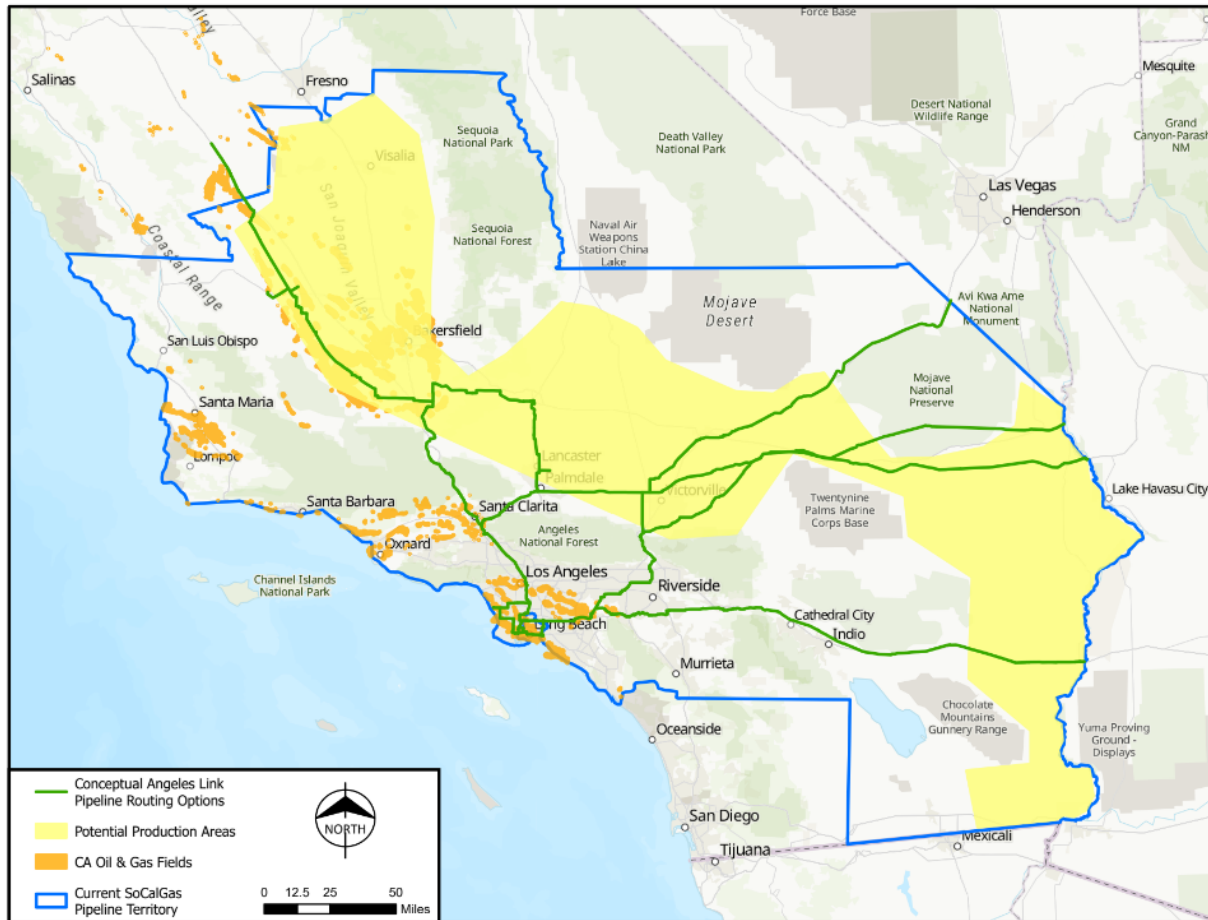 Force Base
Valley
Salinas
Fresno
Mesquite
Desert National
Wildlife Range
Grand
Canyon-Parash
NM
Sequoia
National Park
Death Valley
National Park
Visalia
San Joaquin Valley
Las Vegas
Henderson
Naval Air
Weapons
Station China
Lake
Sequoia
National Forest
Coastal Range
Mojave
Desert
Avi Kwa Ame
National
Monument
Bakersfield
San Luis Obispo
Mojave
National
Preserve
Santa Maria
Lompoc
Lancaster
Palmdale
Victorville
Lake Havasu City
Santa Barbara
Santa Clarita
Twentynine
Palms Marine
Corps Base
Angeles
National Forest
Oxnard
Channel Islands
National Park
Los Angeles
Riverside
Cathedral City
Long Beach
Indio
Murrieta
Chocolate
Mountains
Gunnery Range
Yuma Proving
Ground -
Displays
Oceanside
San Diego
Mexicali
Tijuana
Conceptual Angeles Link
Pipeline Routing Options
Potential Production Areas
CA Oil & Gas Fields
Current SoCalGas
Pipeline Territory
NORTH
0 12.5 25 50
Miles